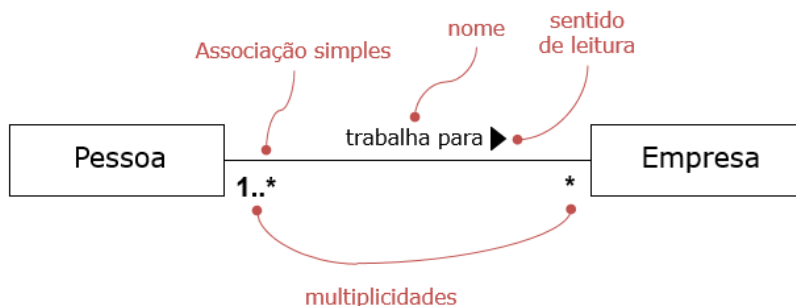 sentido
de leitura
nome
Associação simples
trabalha para
Pessoa
Empresa
1..*
*
multiplicidades